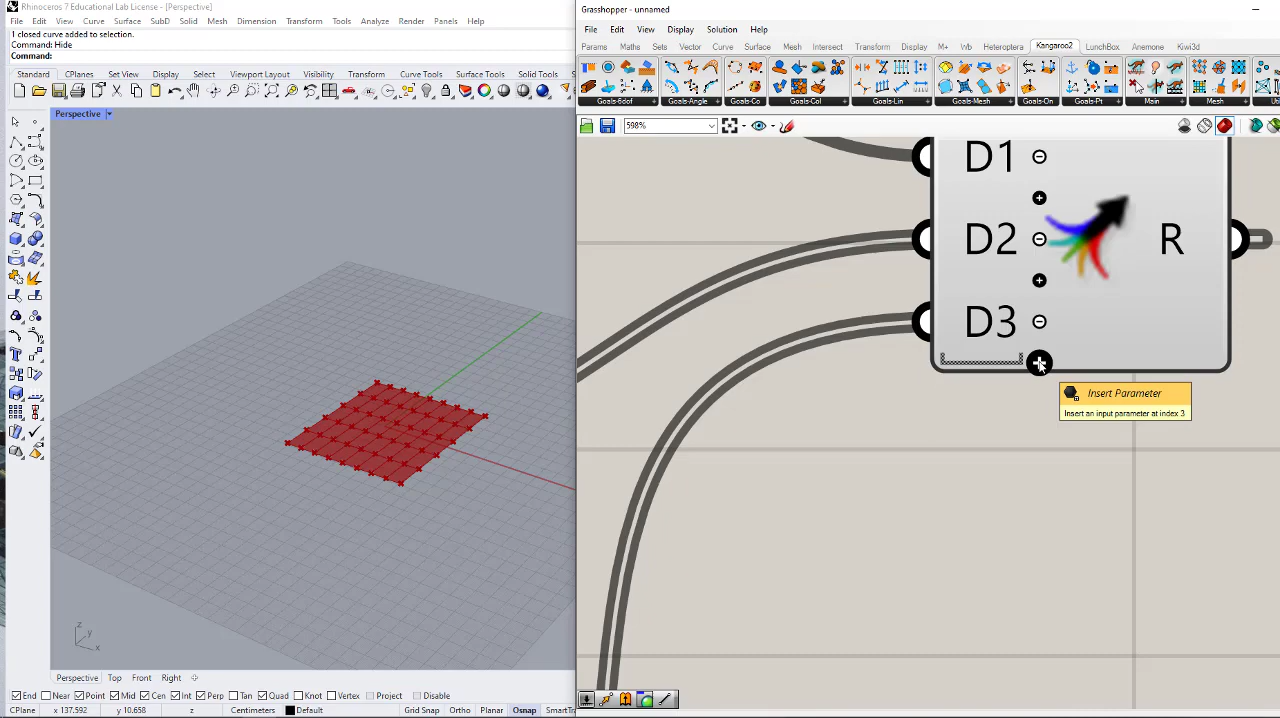 Rhinoceros 7 Educational Lab License - [Perspective]
File Edit View Curve Surface SubD Solid Mesh Dimension Transform Tools Analyze Render Panels Help
1 closed curve added to selection.
Command: Hide
Command:
Standard CPlanes Set View Display Select Viewport Layout Visibility Transform Curve Tools Surface Tools Solid Tools
Perspective
z
y
x
Perspective Top Front Right
End Near Point Mid Cen Int Perp Tan Quad Knot Vertex Project Disable
CPlane x 137.592 y 10.658 z Centimeters Default Grid Snap Ortho Planar Osnap SmartTra
Grasshopper - unnamed
File Edit View Display Solution Help
Params Maths Sets Vector Curve Surface Mesh Intersect Transform Display M+ Wb Heteroptera Kangaroo2 LunchBox Anemone Kiwi3d
Goals-6dof Goals-Angle Goals-Co Goals-Col Goals-Lin Goals-Mesh Goals-On Goals-Pt Main Mesh Uti
598%
D1
D2
R
D3
Insert Parameter
Insert an input parameter at index 3